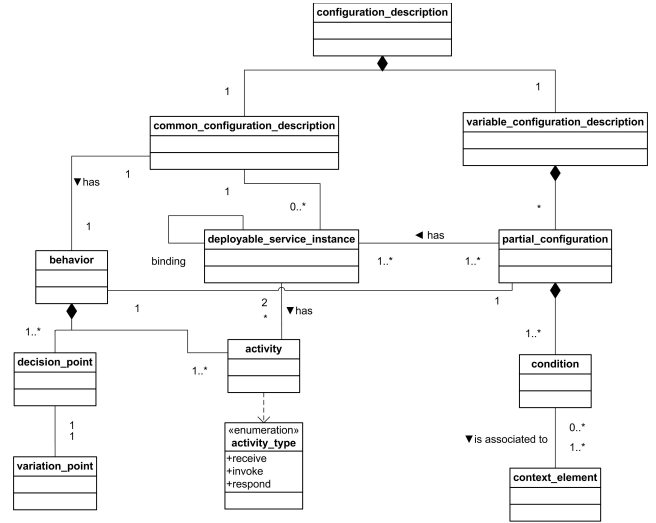 configuration_description
1
1
common_configuration_description
variable_configuration_description
1
▼has
1
0..*
*
1
deployable_service_instance
◄ has
partial_configuration
behavior
binding
1..*
1..*
1
2
▼has
1
*
1..*
1..*
1..*
decision_point
activity
condition
1
1
«enumeration»
activity_type
+receive
+invoke
+respond
0..*
▼is associated to
1..*
variation_point
context_element